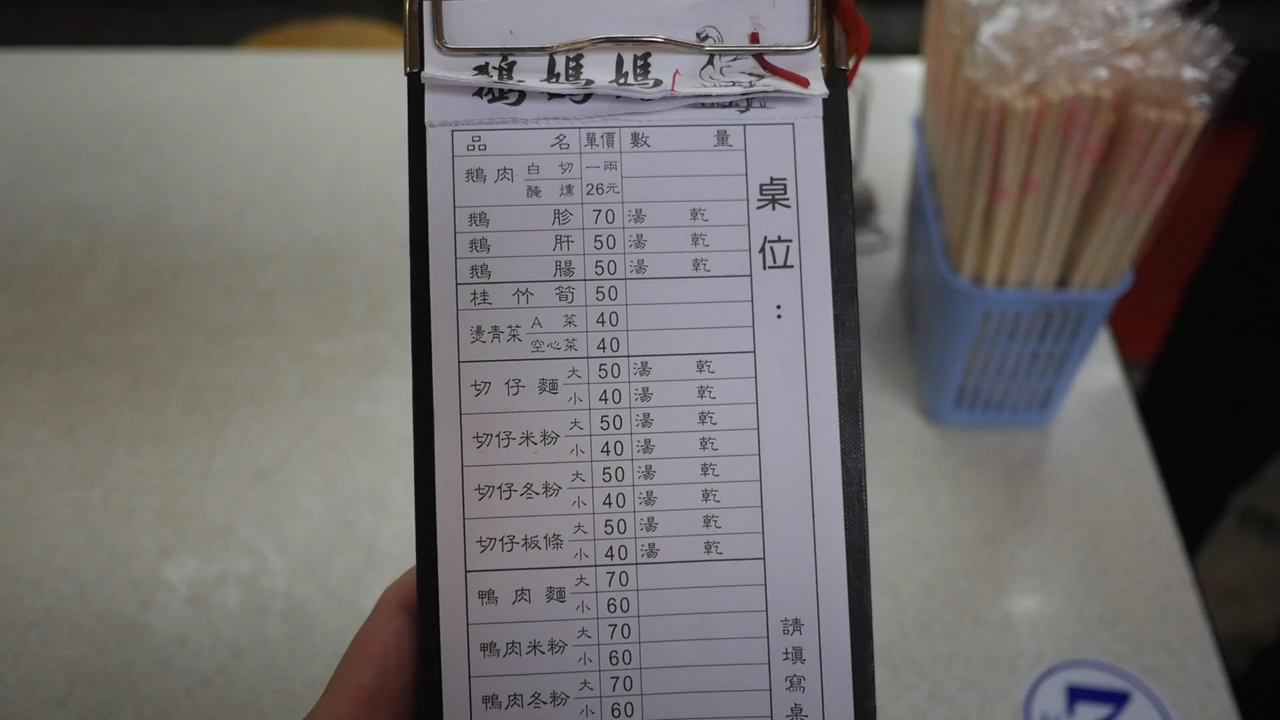 鵝媽媽
品名 單價 數量
鵝肉 白切 一兩
醃燻 26元
鵝胗 70 湯 乾
鵝肝 50 湯 乾
鵝腸 50 湯 乾
桂竹筍 50
燙青菜 A菜 40
空心菜 40
切仔麵 大 50 湯 乾
小 40 湯 乾
切仔米粉 大 50 湯 乾
小 40 湯 乾
切仔冬粉 大 50 湯 乾
小 40 湯 乾
切仔板條 大 50 湯 乾
小 40 湯 乾
鴨肉麵 大 70
小 60
鴨肉米粉 大 70
小 60
鴨肉冬粉 大 70
小 60
桌位：
請填寫桌
7